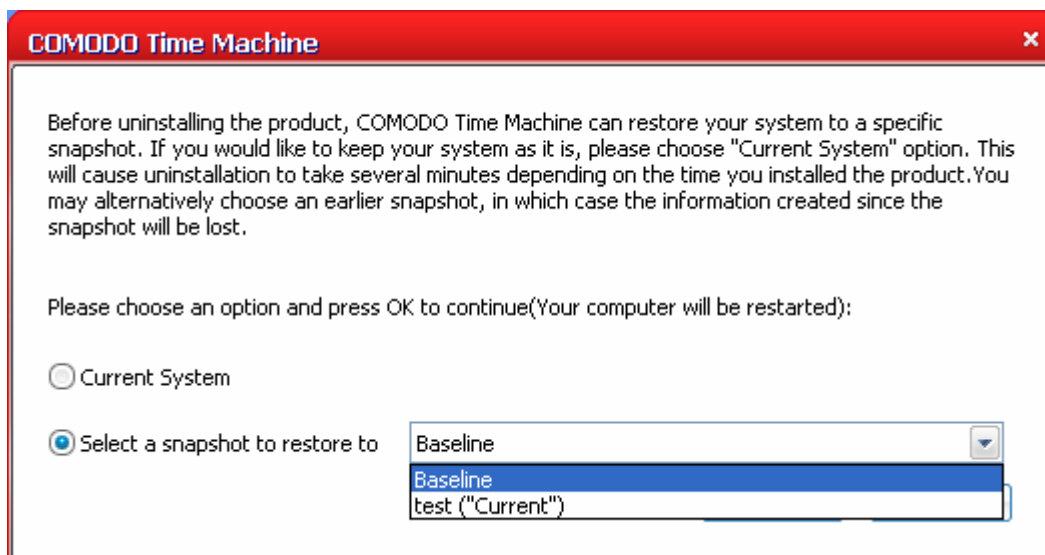 COMODO Time Machine
Before uninstalling the product, COMODO Time Machine can restore your system to a specific
snapshot. If you would like to keep your system as it is, please choose "Current System" option. This
will cause uninstallation to take several minutes depending on the time you installed the product.You
may alternatively choose an earlier snapshot, in which case the information created since the
snapshot will be lost.
Please choose an option and press OK to continue(Your computer will be restarted):
Current System
Select a snapshot to restore to Baseline
Baseline
test ("Current")